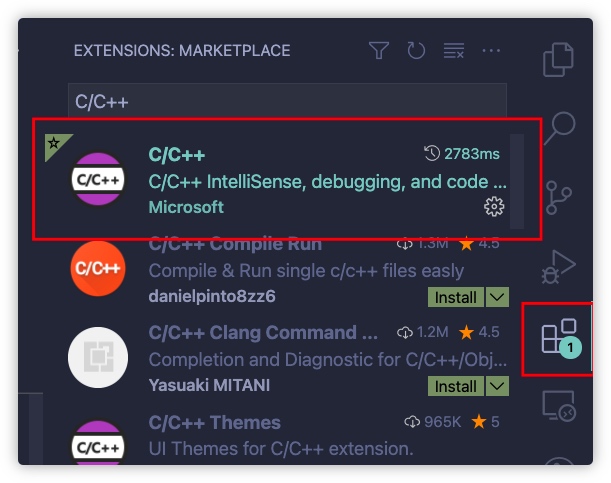 EXTENSIONS: MARKETPLACE
C/C++
C/C++
C/C++ 2783ms
C/C++ IntelliSense, debugging, and code ...
Microsoft
C/C++
C/C++ Compile Run 1.3M 4.5
Compile & Run single c/c++ files easily
danielpinto8zz6 Install
C/C++ Clang Command ... 1.2M 4.5
Completion and Diagnostic for C/C++/Obj...
Yasuaki MITANI Install
1
C/C++
C/C++ Themes 965K 5
UI Themes for C/C++ extension.